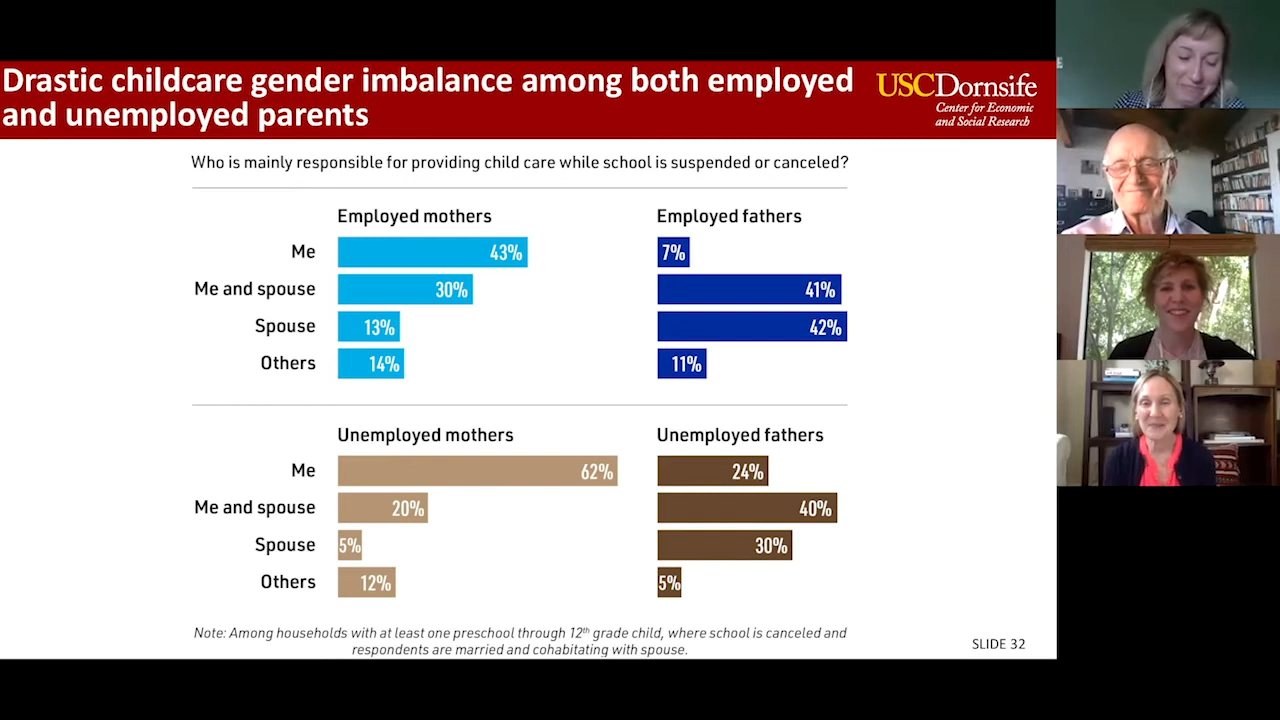 Drastic childcare gender imbalance among both employed
and unemployed parents
USCDornsife
Center for Economic
and Social Research
Who is mainly responsible for providing child care while school is suspended or canceled?
Employed mothers
Employed fathers
Me
43%
7%
Me and spouse
30%
41%
Spouse
13%
42%
Others
14%
11%
Unemployed mothers
Unemployed fathers
Me
62%
24%
Me and spouse
20%
40%
Spouse
5%
30%
Others
12%
5%
Note: Among households with at least one preschool through 12th grade child, where school is canceled and
respondents are married and cohabitating with spouse.
SLIDE 32